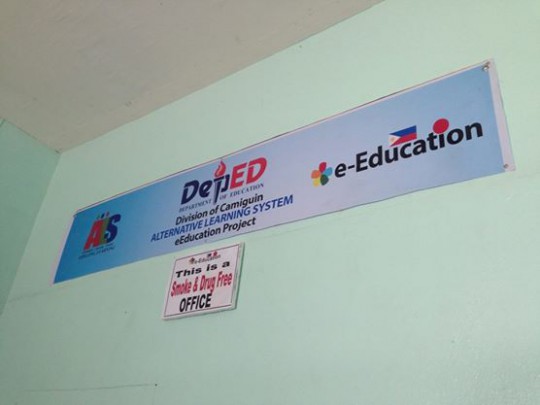 ALS
DepED
DEPARTMENT OF EDUCATION
Division of Camiguin
ALTERNATIVE LEARNING SYSTEM
eEducation Project
e-Education
e-Education
This is a
Smoke & Drug Free
OFFICE